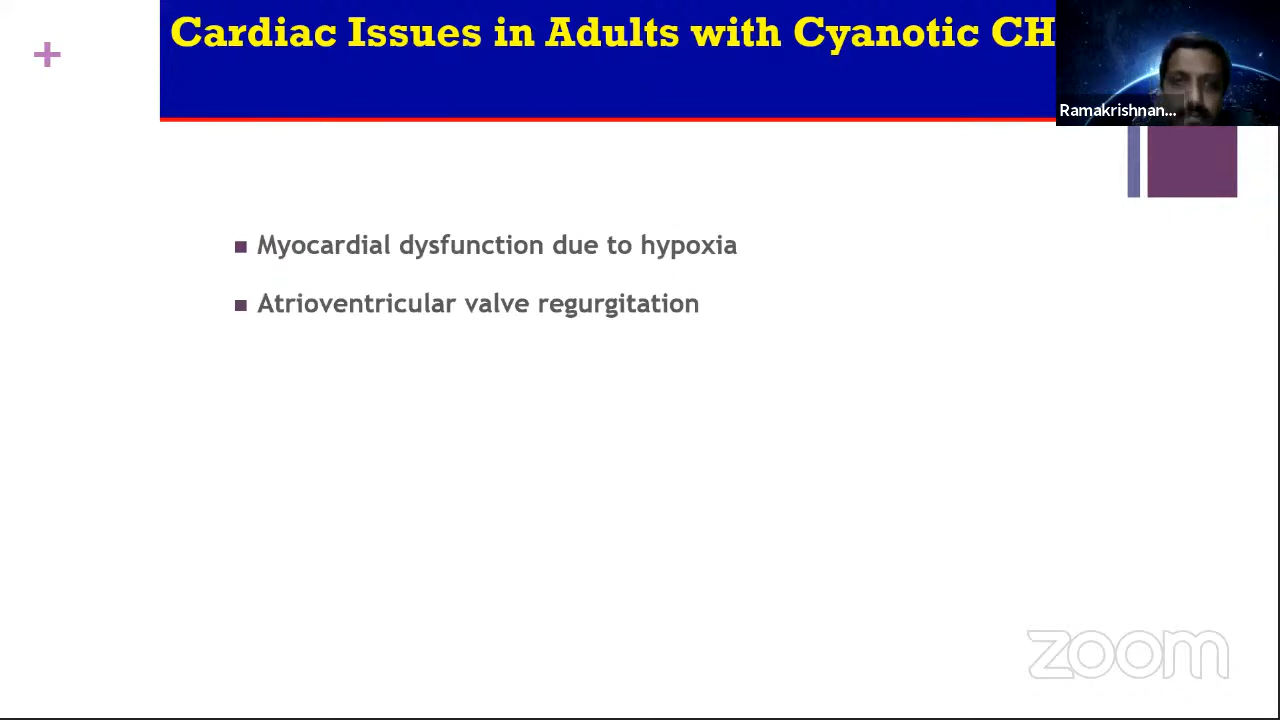 Cardiac Issues in Adults with Cyanotic CH
+
Ramakrishnan...
Myocardial dysfunction due to hypoxia
Atrioventricular valve regurgitation
zoom